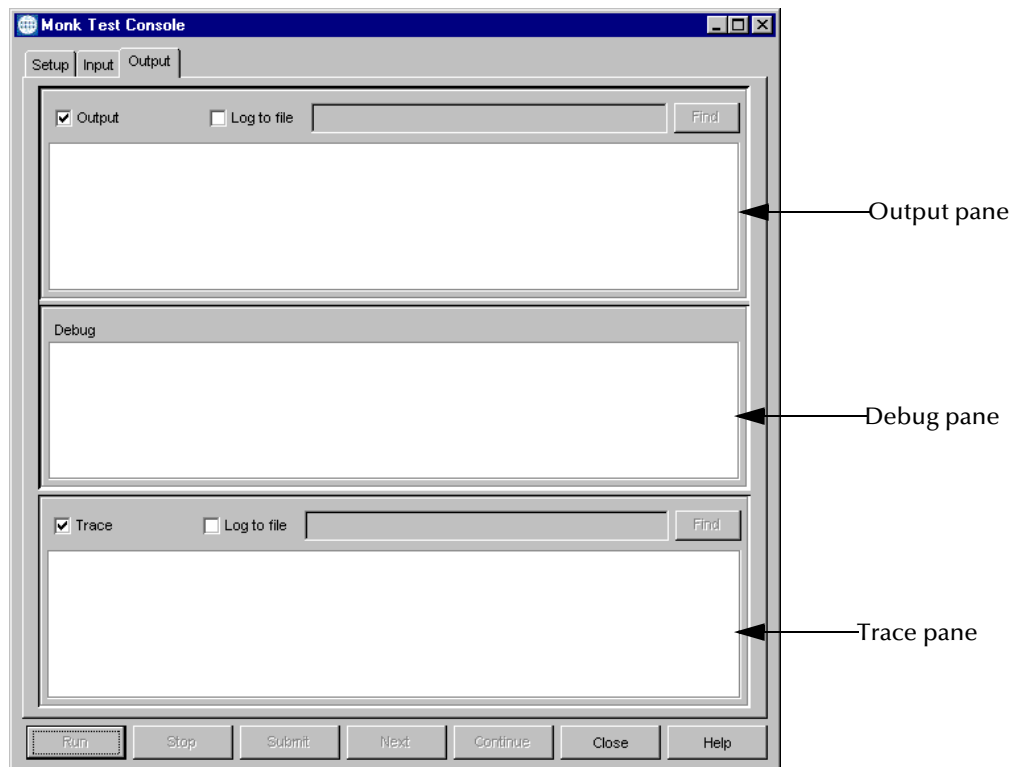 Monk Test Console
Setup Input Output
Output Log to file Find
Output pane
Debug
Debug pane
Trace Log to file Find
Trace pane
Run Stop Submit Next Continue Close Help